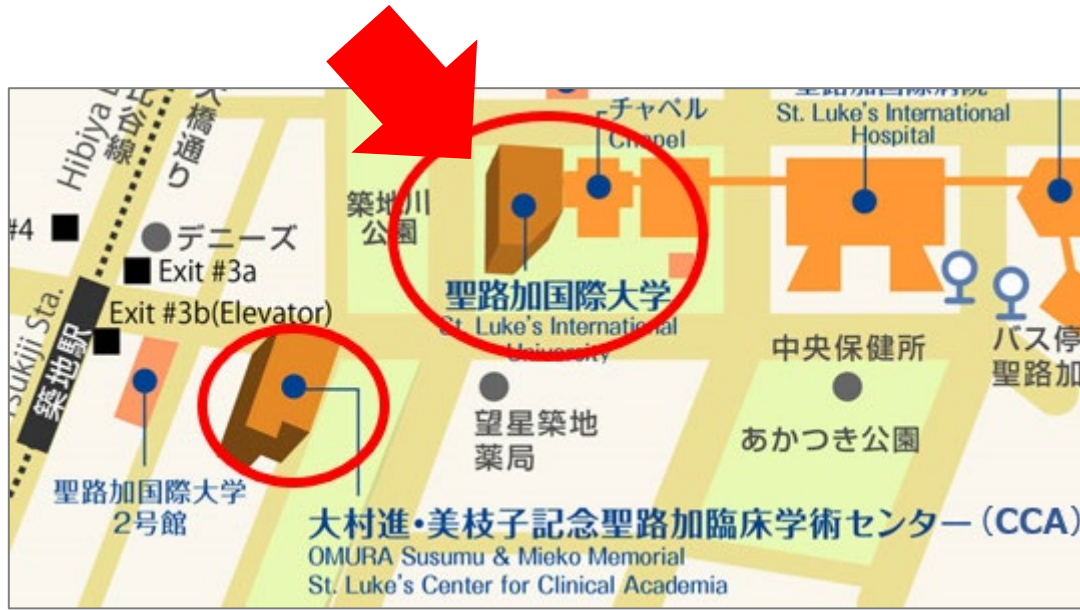 Hibiya
比谷線
大橋通り
チャペル
Chapel
聖路加国際病院
St. Luke's International
Hospital
築地川
公園
#4
デニーズ
Exit #3a
Exit #3b(Elevator)
Tsukiji Sta.
築地駅
聖路加国際大学
St. Luke's International
University
中央保健所
バス停
聖路加
望星築地
薬局
あかつき公園
聖路加国際大学
2号館
大村進・美枝子記念聖路加臨床学術センター(CCA)
OMURA Susumu & Mieko Memorial
St. Luke's Center for Clinical Academia